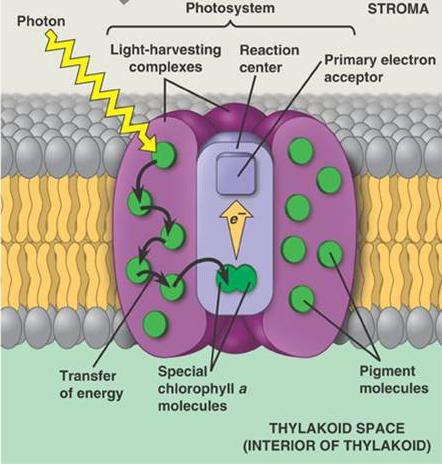 Photosystem
STROMA
Photon
Light-harvesting
complexes
Reaction
center
Primary electron
acceptor
e⁻
Transfer
of energy
Special
chlorophyll a
molecules
Pigment
molecules
THYLAKOID SPACE
(INTERIOR OF THYLAKOID)